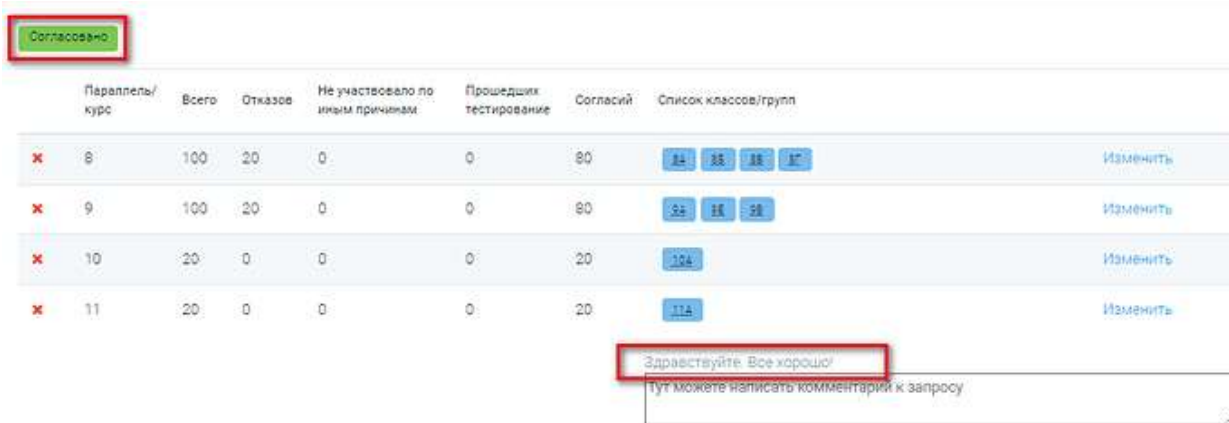 Согласовано
Параллель/ курс Всего Отказов Не участвовало по иным причинам Прошедших тестирование Согласий Список классов/групп
8 100 20 0 0 80 8А 8Б 8В 8Г Изменить
9 100 20 0 0 80 9А 9Б 9В Изменить
10 20 0 0 0 20 10А Изменить
11 20 0 0 0 20 11А Изменить
Здравствуйте. Все хорошо!
Тут можете написать комментарий к запросу